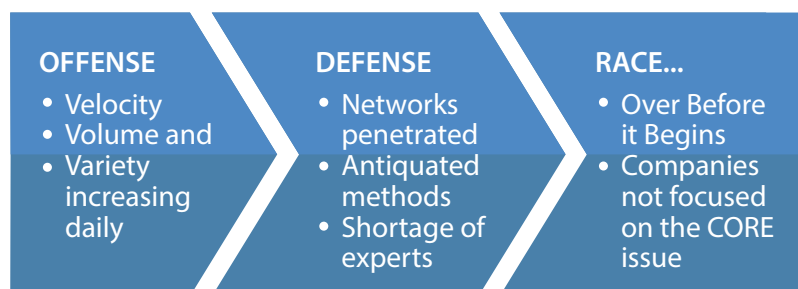 OFFENSE
• Velocity
• Volume and
• Variety
increasing
daily
DEFENSE
• Networks
penetrated
• Antiquated
methods
• Shortage of
experts
RACE...
• Over Before
it Begins
• Companies
not focused
on the CORE
issue